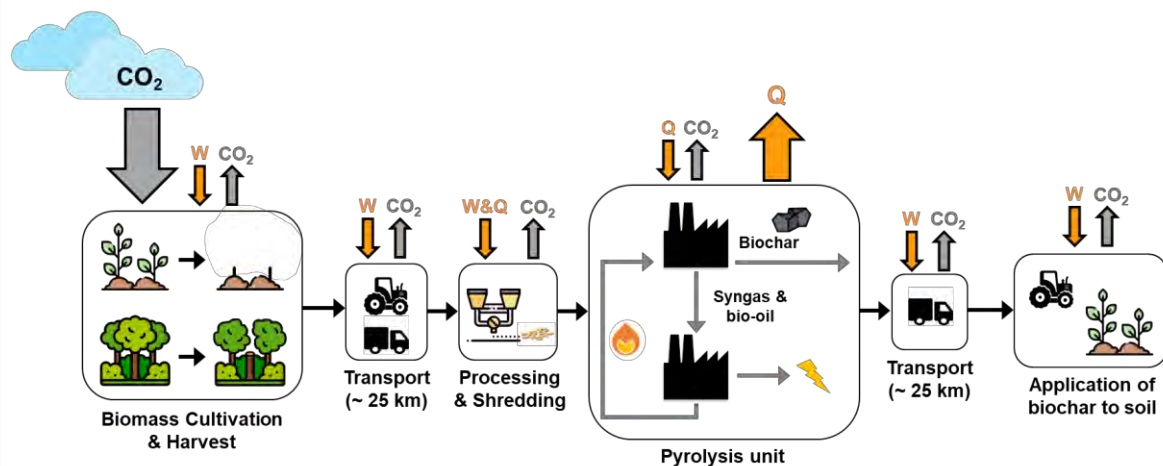 CO₂
W CO₂
Biomass Cultivation
& Harvest
W CO₂
Transport
(~ 25 km)
W&Q CO₂
Processing
& Shredding
Q CO₂
Q
Biochar
Syngas &
bio-oil
Pyrolysis unit
W CO₂
Transport
(~ 25 km)
W CO₂
Application of
biochar to soil